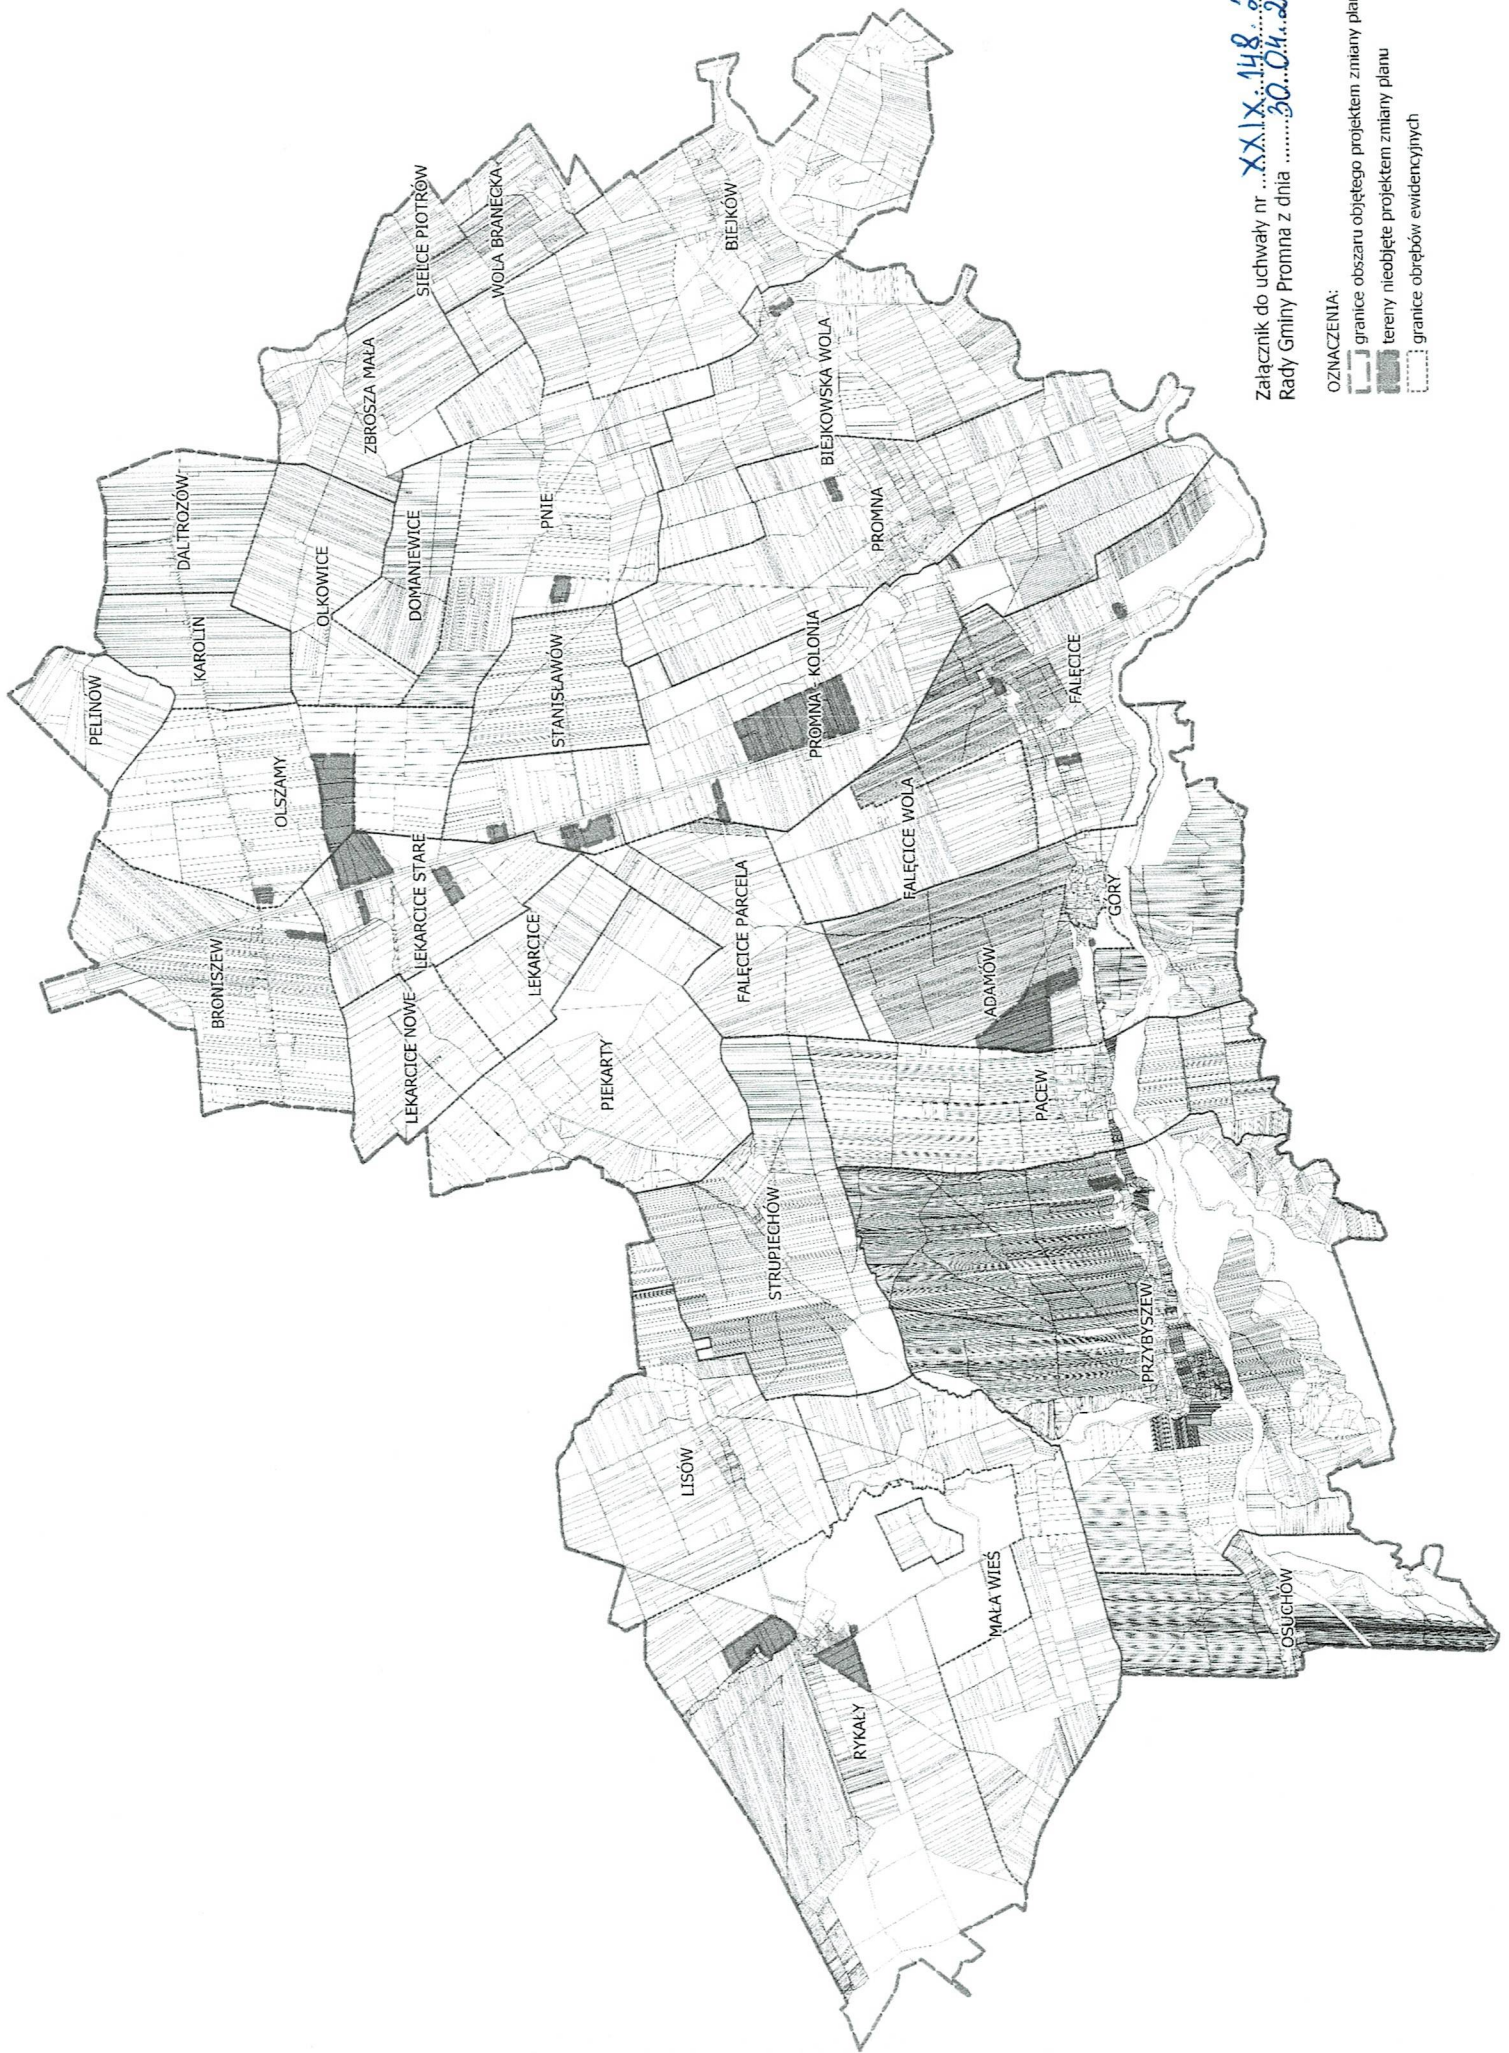 PELINÓW
KAROLIN
DALTROZÓW
OLSZAMY
OLKOWICE
ZBROSZA MAŁA
SIELCE PIOTRÓW
WOLA BRANECKA
BRONISZEW
LEKARCICE STARE
DOMANIEWICE
PNIE
STANISŁAWÓW
LEKARCICE NOWE
LEKARCICE
PIEKARTY
BIEJKÓW
BIEJKOWSKA WOLA
PROMNA
PROMNA - KOLONIA
FALĘCICE PARCELA
FALĘCICE WOLA
FALĘCICE
GÓRY
ADAMÓW
PACEW
STRUPIECHÓW
PRZYBYSZEW
LISÓW
MAŁA WIEŚ
OSUCHÓW
RYKAŁY
Załącznik do uchwały nr ...XXIX.148.
Rady Gminy Promna z dnia ........30.04.2
OZNACZENIA:
granice obszaru objętego projektem zmiany plan
tereny nieobjęte projektem zmiany planu
granice obrębów ewidencyjnych